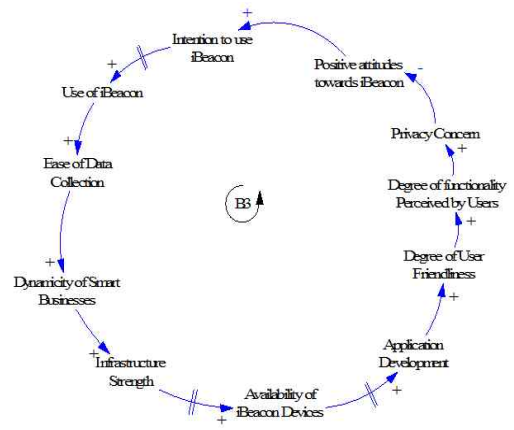 Intention to use
iBeacon
Positive attitudes
towards iBeacon
Privacy Concern
Degree of functionality
Perceived by Users
Degree of User
Friendliness
Application
Development
Availability of
iBeacon Devices
Infrastructure
Strength
Dynamicity of Smart
Businesses
Ease of Data
Collection
Use of iBeacon
B3
+
-
+
+
+
+
+
+
+
+
+